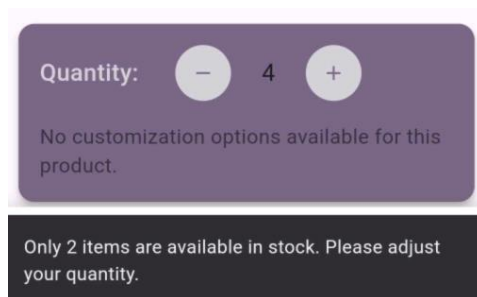 Quantity: − 4 +
No customization options available for this
product.
Only 2 items are available in stock. Please adjust
your quantity.